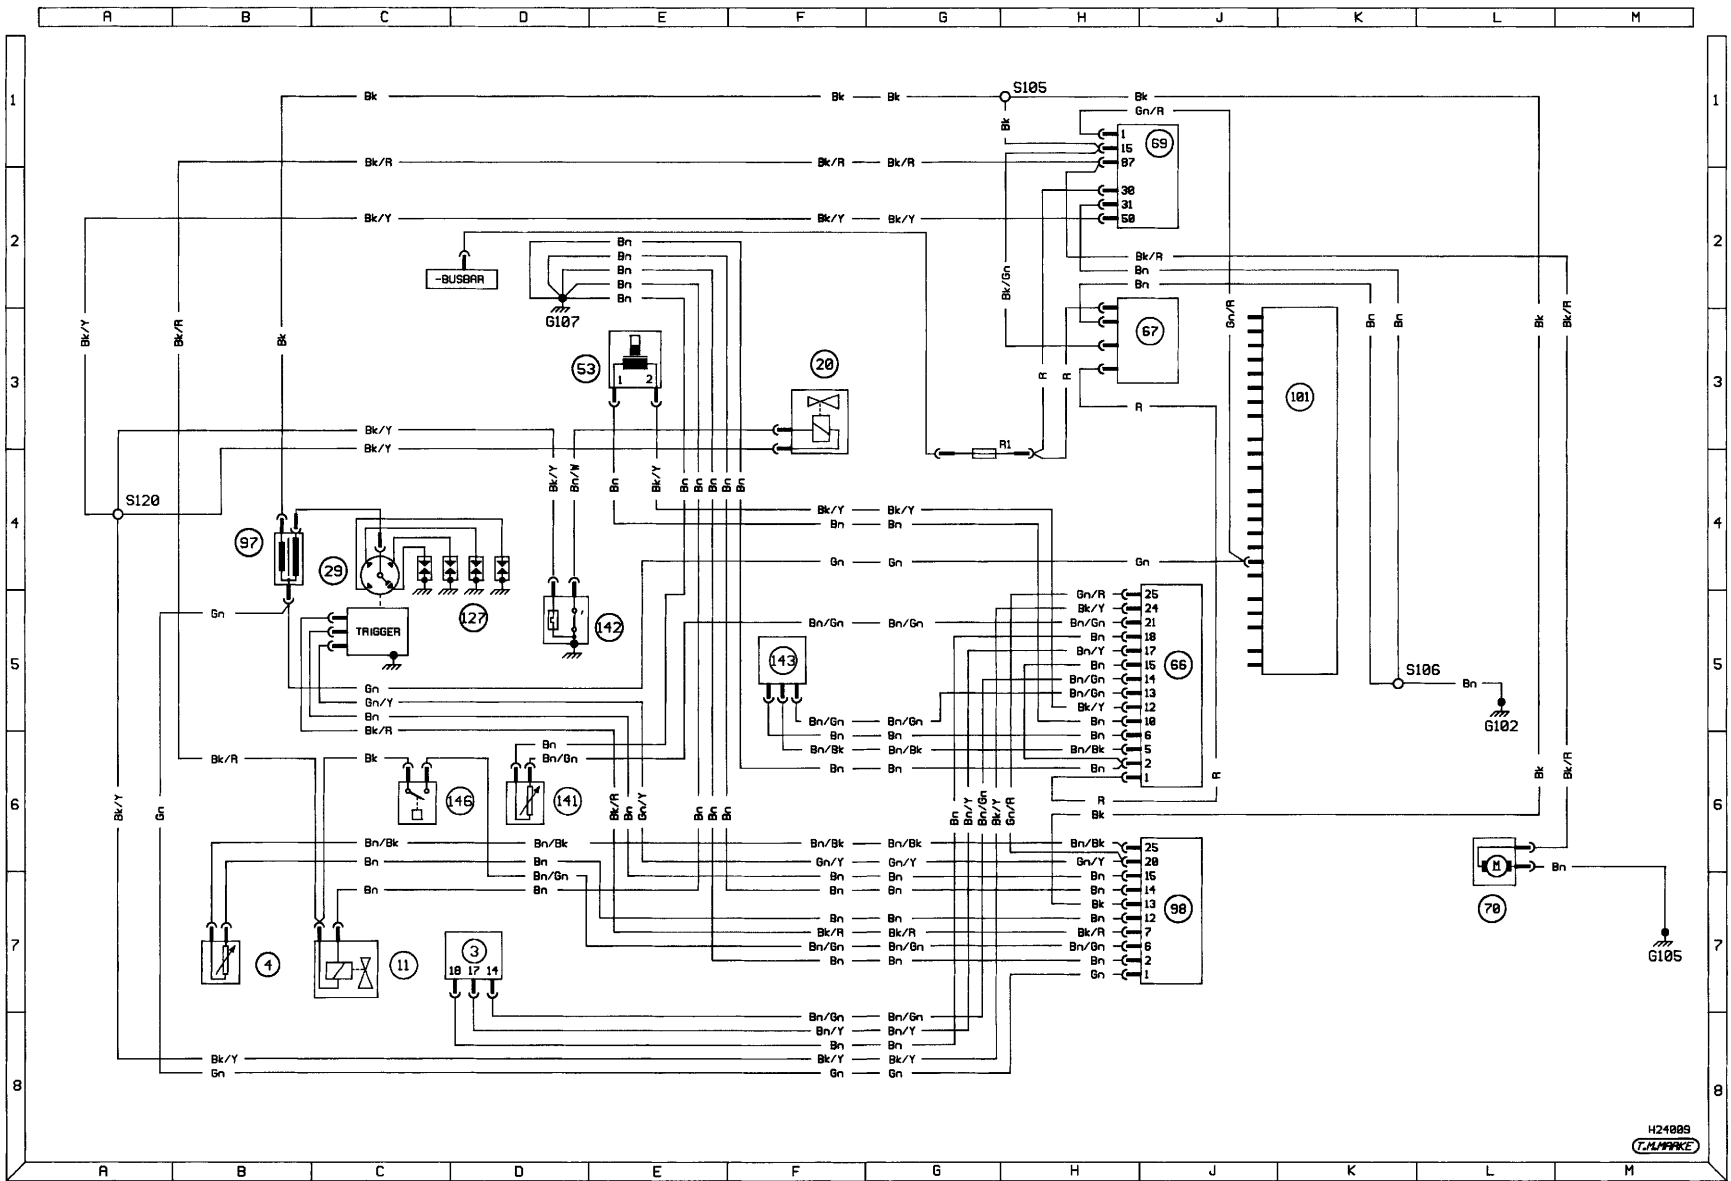 A B C D E F G H J K L M
1 1
S105
Bk Bk Bk Bk
Gn/R
Bk
1
15 69
87
Bk/R Bk/R Bk/R
30
31
50
Bk/Y Bk/Y Bk/Y
2 2
Bn
Bn
Bn
Bn
Bn
-BUSBAR
G107
Bk/R
Bn
Bn
Bk/Gn
Bk/Y Bk/R Bk Gn/R Bn Bn Bk Bk/R
67
53
1 2
20
3 3
R R
101
R
Bk/Y
Bk/Y
R1
Bk/Y Bn/W Bn Bk/Y Bn Bn Bn Bn Bn
S120
Bk/Y Bk/Y
Bn Bn
4 4
97
29
Gn Gn Gn
127
142
TRIGGER
Gn
Gn/R 25
Bk/Y 24
Bn/Gn Bn/Gn Bn/Gn 21
Bn 18
Bn/Y 17
Bn 15
Bn/Gn 14
Bn/Gn 13
Bk/Y 12
Bn 10
Bn 6
Bn/Bk 5
Bn 2
1
66
143
5 5
S106
Bn
G102
Gn
Gn/Y
Bn
Bk/R
Bn/Gn Bn/Gn
Bn Bn
Bn/Bk Bn/Bk
Bn Bn
Bn
Bn/Gn
Bk/R Bk
146
141
6 6
Bk/Y Gn
Bk/R Bn Gn/Y Bn Bn Bn
Bn Bn/Y Bn/Gn Bk/Y Gn/R
R
R
Bk
Bk Bk/R
Bn/Bk Bn/Bk Bn/Bk Bn/Bk Bn/Bk 25
Bn Bn Gn/Y Gn/Y Gn/Y 20
Bn/Gn Bn Bn Bn 15
Bn Bn Bn Bn Bn 14
Bk 13
Bn Bn Bn 12
Bk/R Bk/R Bk/R 7
Bn/Gn Bn/Gn Bn/Gn 6
Bn Bn Bn 2
Gn 1
98
M
Bn
70
G105
7 7
4
11
3
18 17 14
Bn/Gn Bn/Gn
Bn/Y Bn/Y
Bn Bn
Bk/Y Bk/Y Bk/Y
Gn Gn Gn
8 8
H24009
T.M.MARKE
A B C D E F G H J K L M